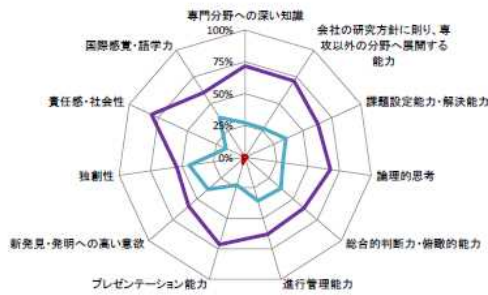 専門分野への深い知識
会社の研究方針に則り、専
攻以外の分野へ展開する
能力
課題設定能力・解決能力
論理的思考
総合的判断力・俯瞰的能力
進行管理能力
プレゼンテーション能力
新発見・発明への高い意欲
独創性
責任感・社会性
国際感覚・語学力
100%
75%
50%
25%
0%